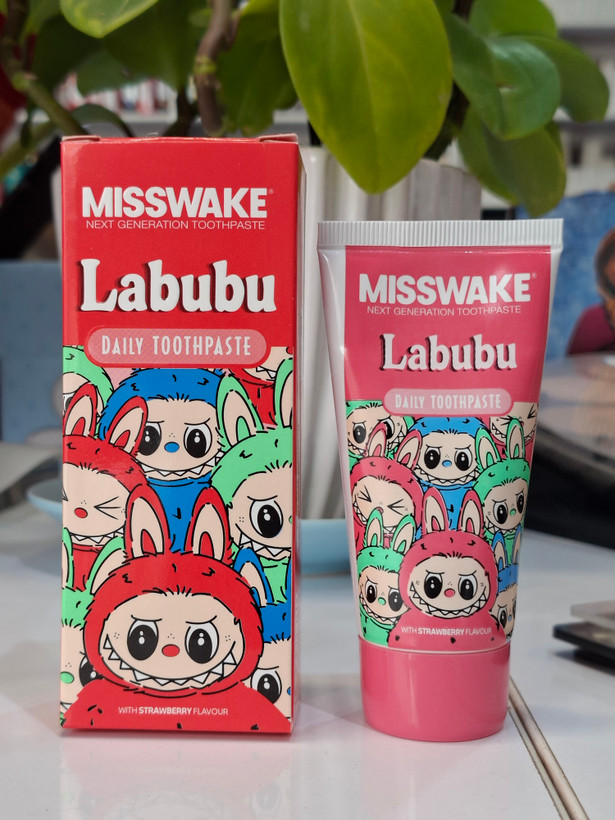 MISSWAKE®
NEXT GENERATION TOOTHPASTE
Labubu
DAILY TOOTHPASTE
WITH STRAWBERRY FLAVOUR
MISSWAKE®
NEXT GENERATION TOOTHPASTE
Labubu
DAILY TOOTHPASTE
WITH STRAWBERRY FLAVOUR